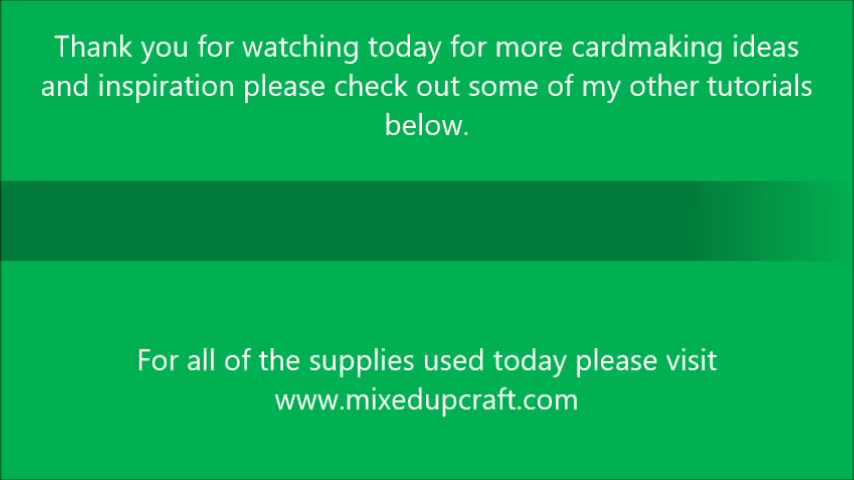 Thank you for watching today for more cardmaking ideas
and inspiration please check out some of my other tutorials
below.
For all of the supplies used today please visit
www.mixedupcraft.com